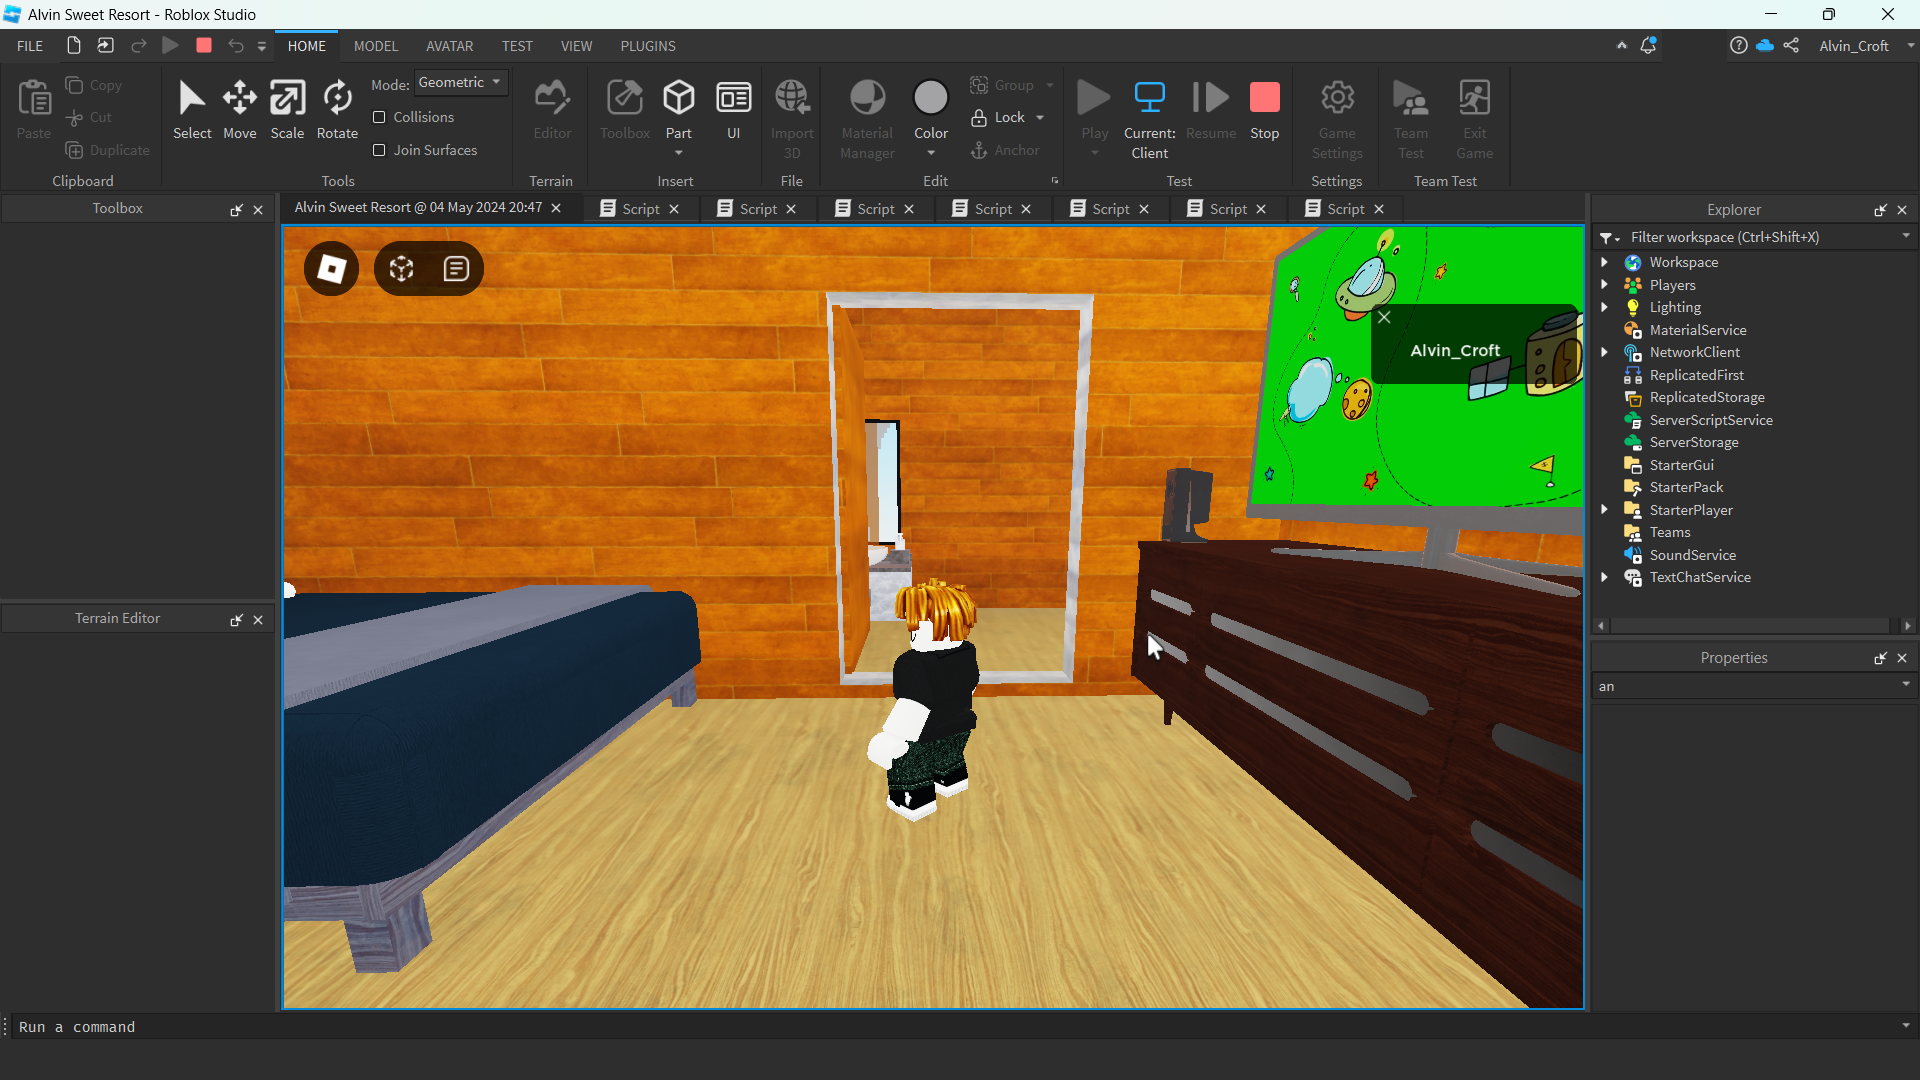 Alvin Sweet Resort - Roblox Studio
FILE HOME MODEL AVATAR TEST VIEW PLUGINS Alvin_Croft
Paste Copy Cut Duplicate
Clipboard
Select Move Scale Rotate
Mode: Geometric
Collisions
Join Surfaces
Tools
Editor
Terrain
Toolbox Part UI
Insert
Import 3D
File
Material Manager Color
Group
Lock
Anchor
Edit
Play Current: Client Resume Stop
Test
Game Settings
Settings
Team Test Exit Game
Team Test
Toolbox
Alvin Sweet Resort @ 04 May 2024 20:47 Script Script Script Script Script Script Script
Alvin_Croft
Terrain Editor
Explorer
Filter workspace (Ctrl+Shift+X)
Workspace
Players
Lighting
MaterialService
NetworkClient
ReplicatedFirst
ReplicatedStorage
ServerScriptService
ServerStorage
StarterGui
StarterPack
StarterPlayer
Teams
SoundService
TextChatService
Properties
an
Run a command